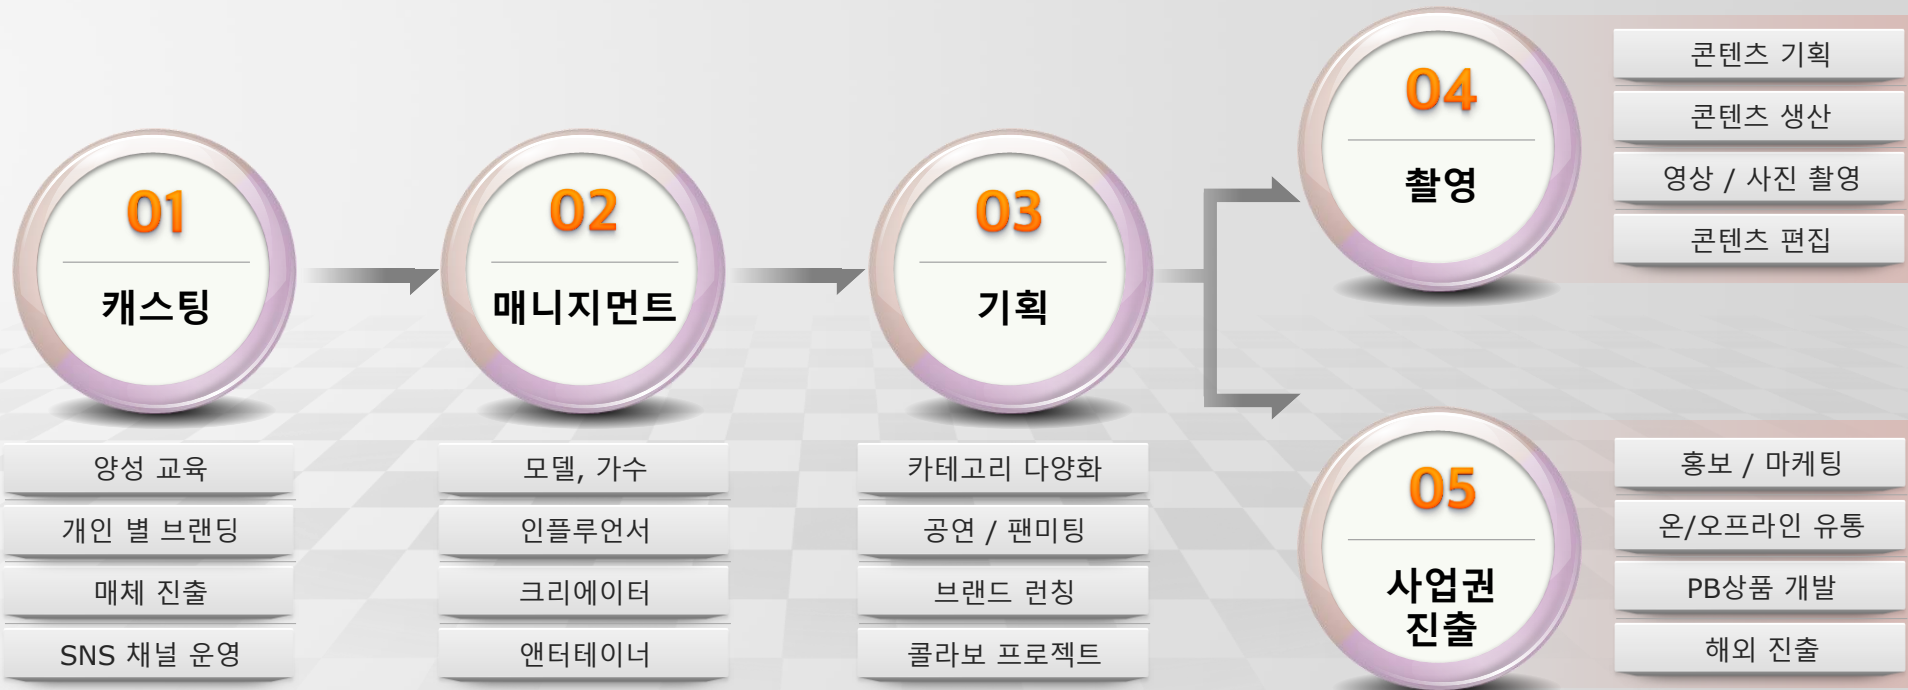 01
캐스팅
양성 교육
개인 별 브랜딩
매체 진출
SNS 채널 운영
02
매니지먼트
모델, 가수
인플루언서
크리에이터
앤터테이너
03
기획
카테고리 다양화
공연 / 팬미팅
브랜드 런칭
콜라보 프로젝트
04
촬영
콘텐츠 기획
콘텐츠 생산
영상 / 사진 촬영
콘텐츠 편집
05
사업권
진출
홍보 / 마케팅
온/오프라인 유통
PB상품 개발
해외 진출